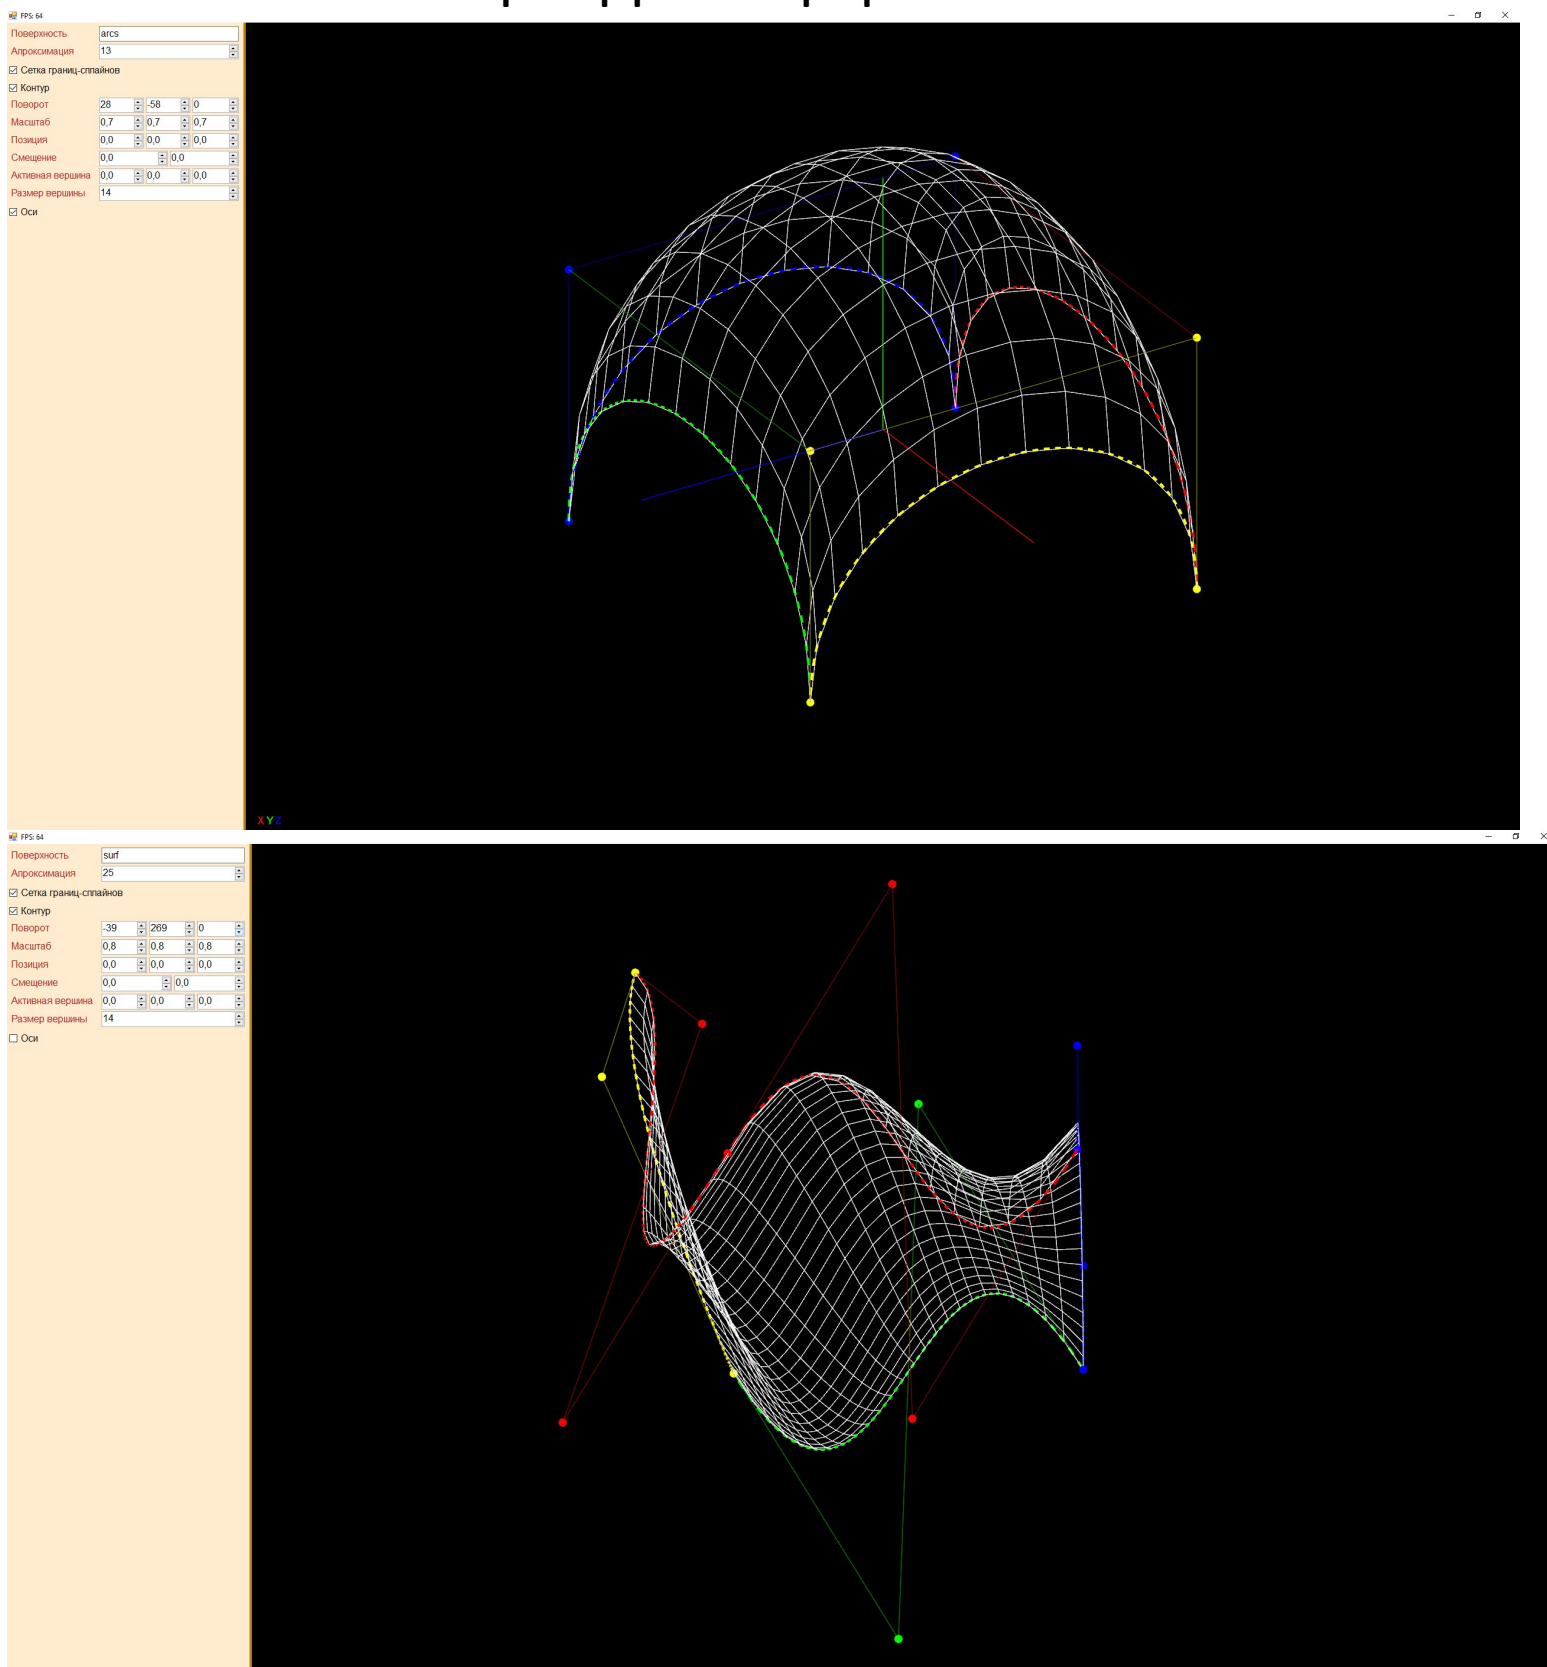 FPS: 64
Поверхность arcs
Апроксимация 13
Сетка границ-сплайнов
Контур
Поворот 28 -58 0
Масштаб 0,7 0,7 0,7
Позиция 0,0 0,0 0,0
Смещение 0,0 0,0
Активная вершина 0,0 0,0 0,0
Размер вершины 14
Оси
X Y Z
FPS: 64
Поверхность surf
Апроксимация 25
Сетка границ-сплайнов
Контур
Поворот -39 269 0
Масштаб 0,8 0,8 0,8
Позиция 0,0 0,0 0,0
Смещение 0,0 0,0
Активная вершина 0,0 0,0 0,0
Размер вершины 14
Оси